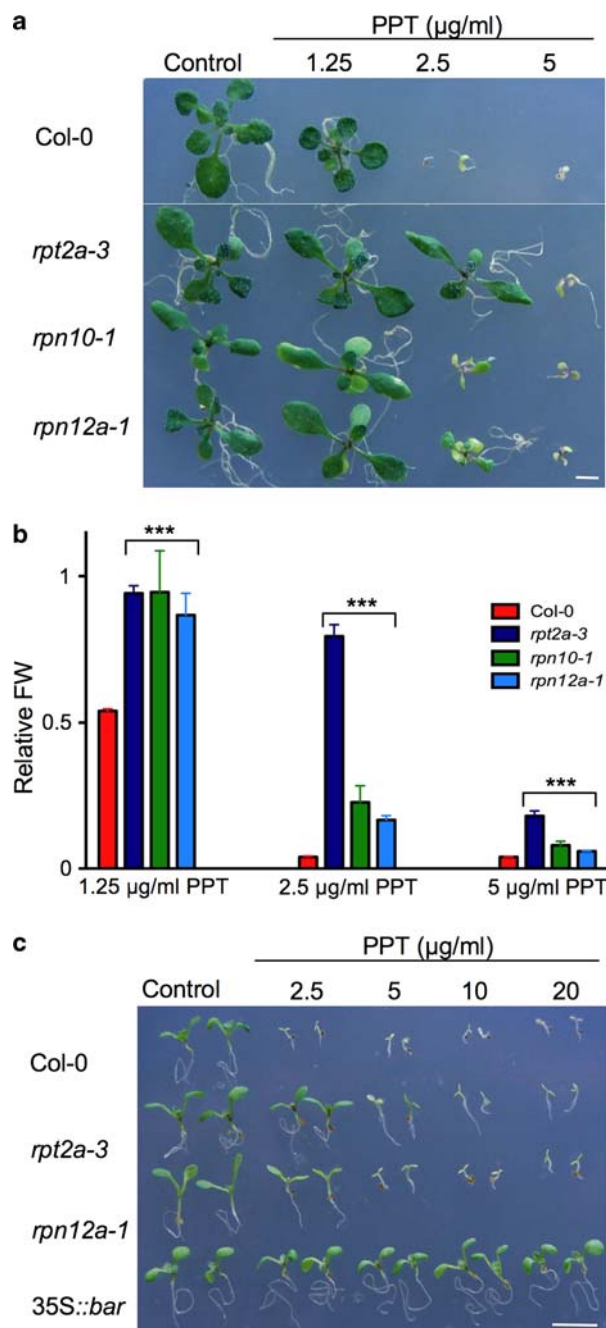 a
PPT (µg/ml)
Control 1.25 2.5 5
Col-0
rpt2a-3
rpn10-1
rpn12a-1
b
***
***
***
1
0.5
0
Relative FW
Col-0
rpt2a-3
rpn10-1
rpn12a-1
1.25 µg/ml PPT 2.5 µg/ml PPT 5 µg/ml PPT
c
PPT (µg/ml)
Control 2.5 5 10 20
Col-0
rpt2a-3
rpn12a-1
35S::bar